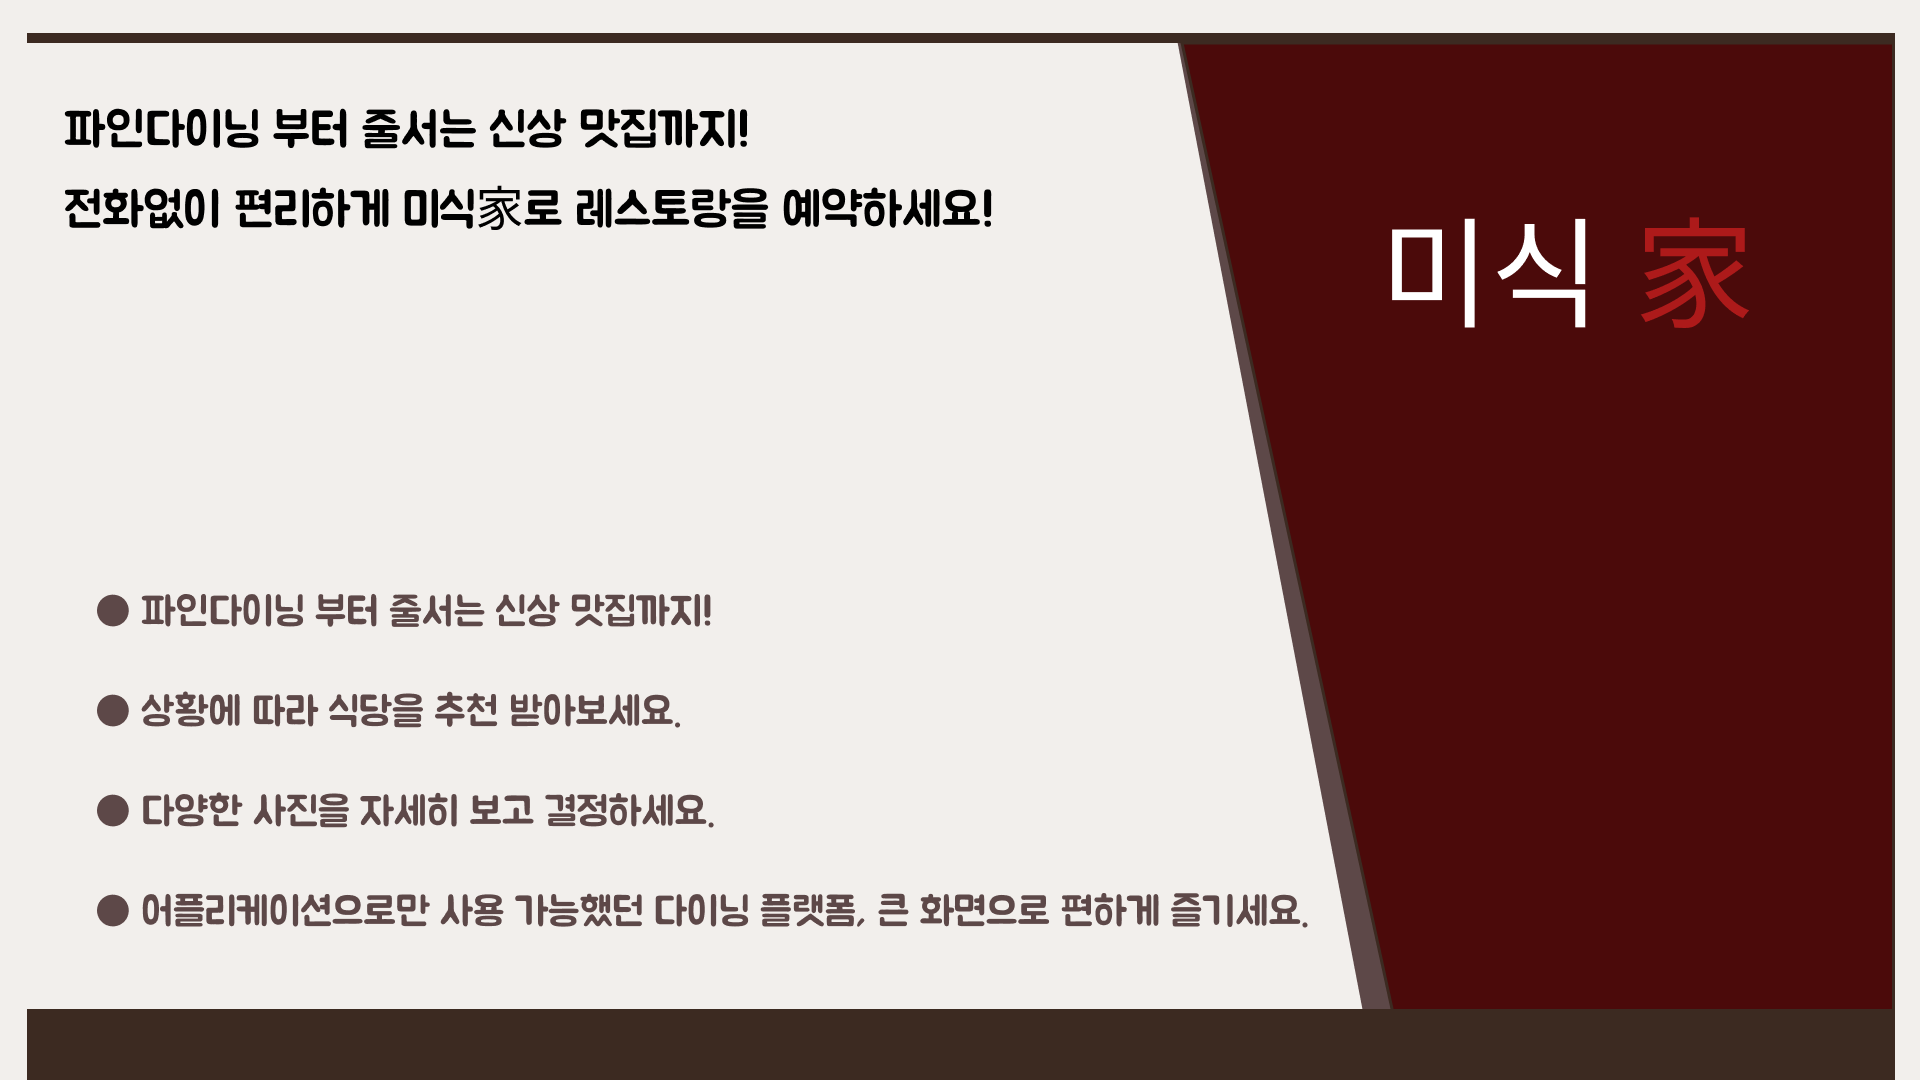 파인다이닝 부터 줄서는 신상 맛집까지!
전화없이 편리하게 미식家로 레스토랑을 예약하세요!
미식 家
● 파인다이닝 부터 줄서는 신상 맛집까지!
● 상황에 따라 식당을 추천 받아보세요.
● 다양한 사진을 자세히 보고 결정하세요.
● 어플리케이션으로만 사용 가능했던 다이닝 플랫폼, 큰 화면으로 편하게 즐기세요.